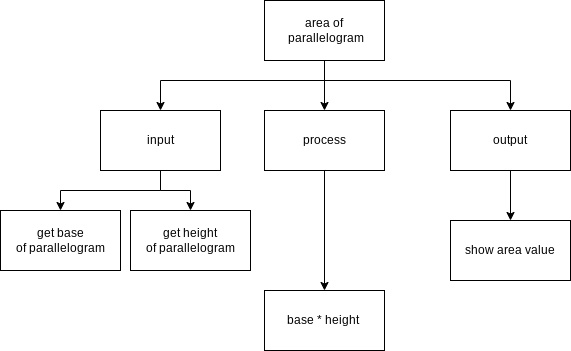 area of
parallelogram
input
process
output
get base
of parallelogram
get height
of parallelogram
show area value
base * height